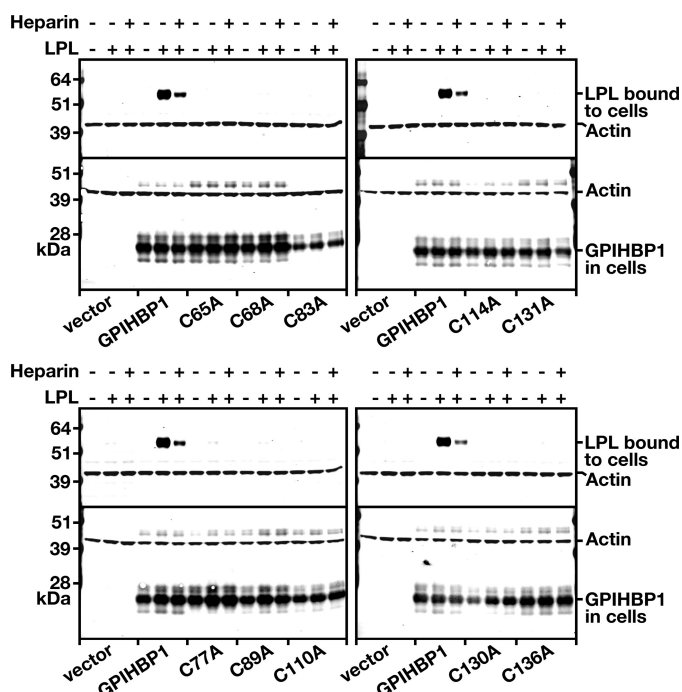 Heparin - - + - - + - - + - - + - - + - - + - - + - - + - - +
LPL - + + - + + - + + - + + - + + - + + - + + - + + - + +
64
51
39
LPL bound
to cells
Actin
51
39
28
kDa
Actin
GPIHBP1
in cells
vector GPIHBP1 C65A C68A C83A vector GPIHBP1 C114A C131A
Heparin - - + - - + - - + - - + - - + - - + - - + - - + - - +
LPL - + + - + + - + + - + + - + + - + + - + + - + + - + +
64
51
39
LPL bound
to cells
Actin
51
39
28
kDa
Actin
GPIHBP1
in cells
vector GPIHBP1 C77A C89A C110A vector GPIHBP1 C130A C136A